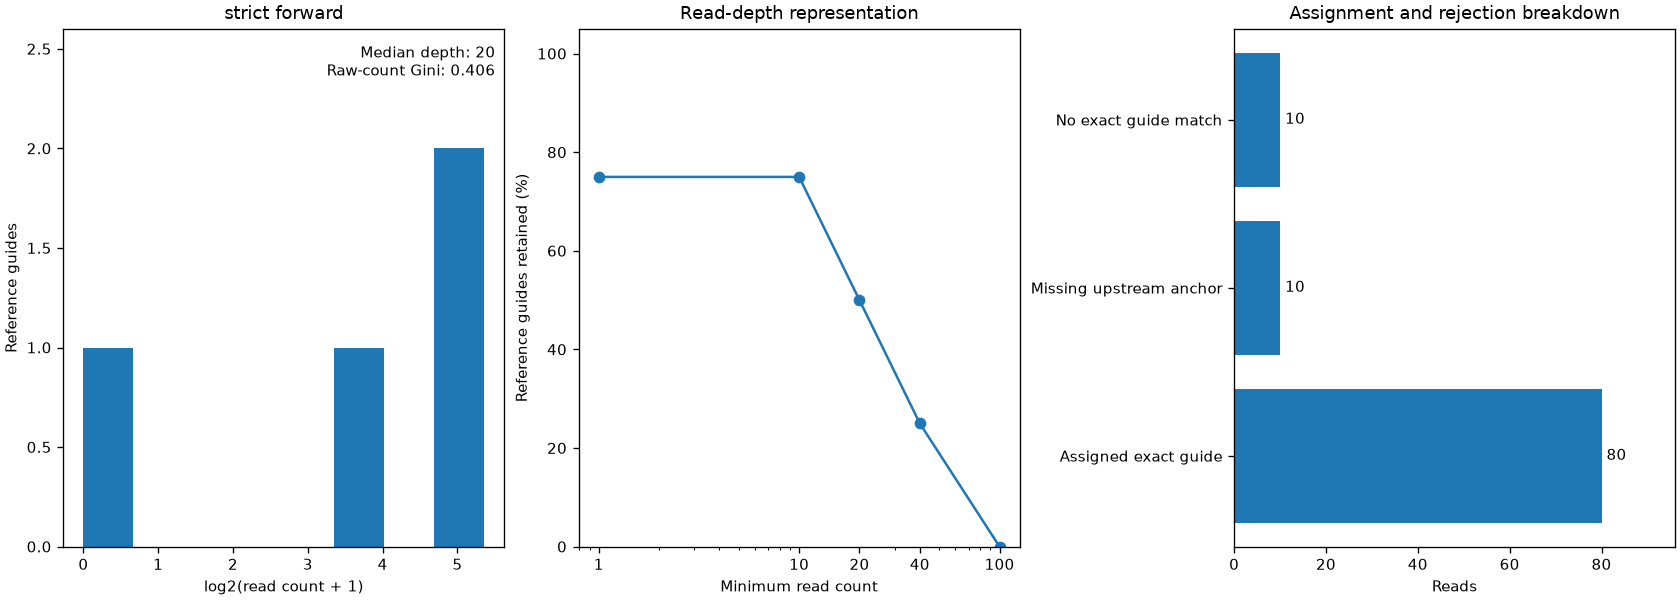 strict forward
Median depth: 20
Raw-count Gini: 0.406
2.5
2.0
1.5
1.0
0.5
0.0
Reference guides
0 1 2 3 4 5
log2(read count + 1)
Read-depth representation
100
80
60
40
20
0
Reference guides retained (%)
1 10 20 40 100
Minimum read count
Assignment and rejection breakdown
No exact guide match 10
Missing upstream anchor 10
Assigned exact guide 80
0 20 40 60 80
Reads